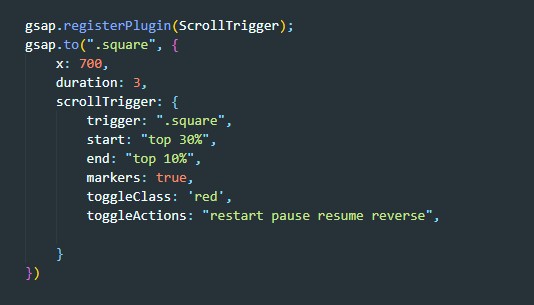 gsap.registerPlugin(ScrollTrigger);
gsap.to(".square", {
    x: 700,
    duration: 3,
    scrollTrigger: {
        trigger: ".square",
        start: "top 30%",
        end: "top 10%",
        markers: true,
        toggleClass: 'red',
        toggleActions: "restart pause resume reverse",
    }
})